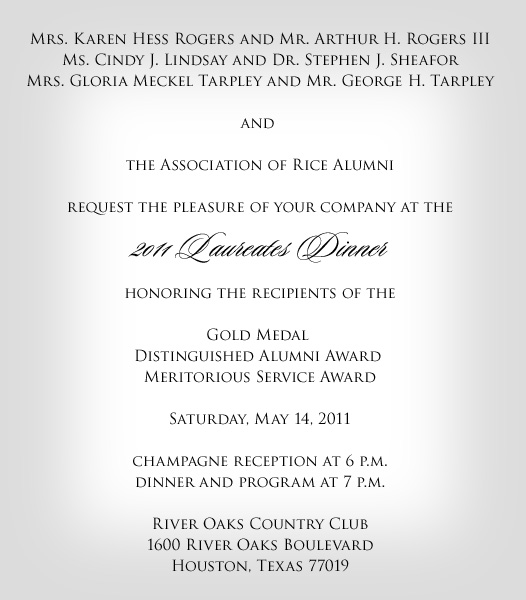 Mrs. Karen Hess Rogers and Mr. Arthur H. Rogers III
Ms. Cindy J. Lindsay and Dr. Stephen J. Sheafor
Mrs. Gloria Meckel Tarpley and Mr. George H. Tarpley
and
the Association of Rice Alumni
request the pleasure of your company at the
2011 Laureates Dinner
honoring the recipients of the
Gold Medal
Distinguished Alumni Award
Meritorious Service Award
Saturday, May 14, 2011
champagne reception at 6 p.m.
dinner and program at 7 p.m.
River Oaks Country Club
1600 River Oaks Boulevard
Houston, Texas 77019